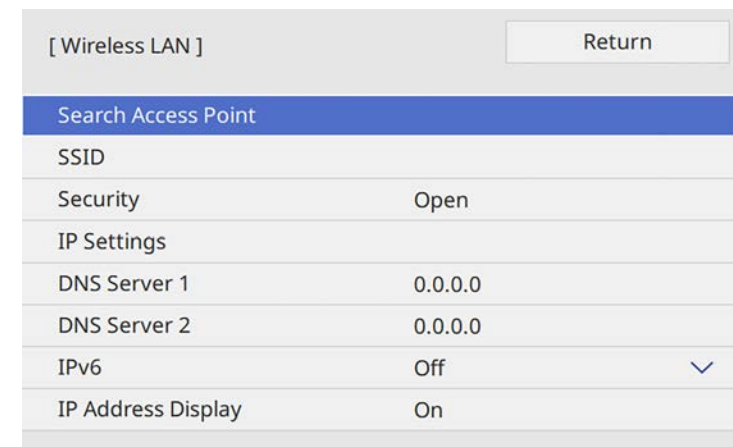 [ Wireless LAN ] Return
Search Access Point
SSID
Security Open
IP Settings
DNS Server 1 0.0.0.0
DNS Server 2 0.0.0.0
IPv6 Off
IP Address Display On